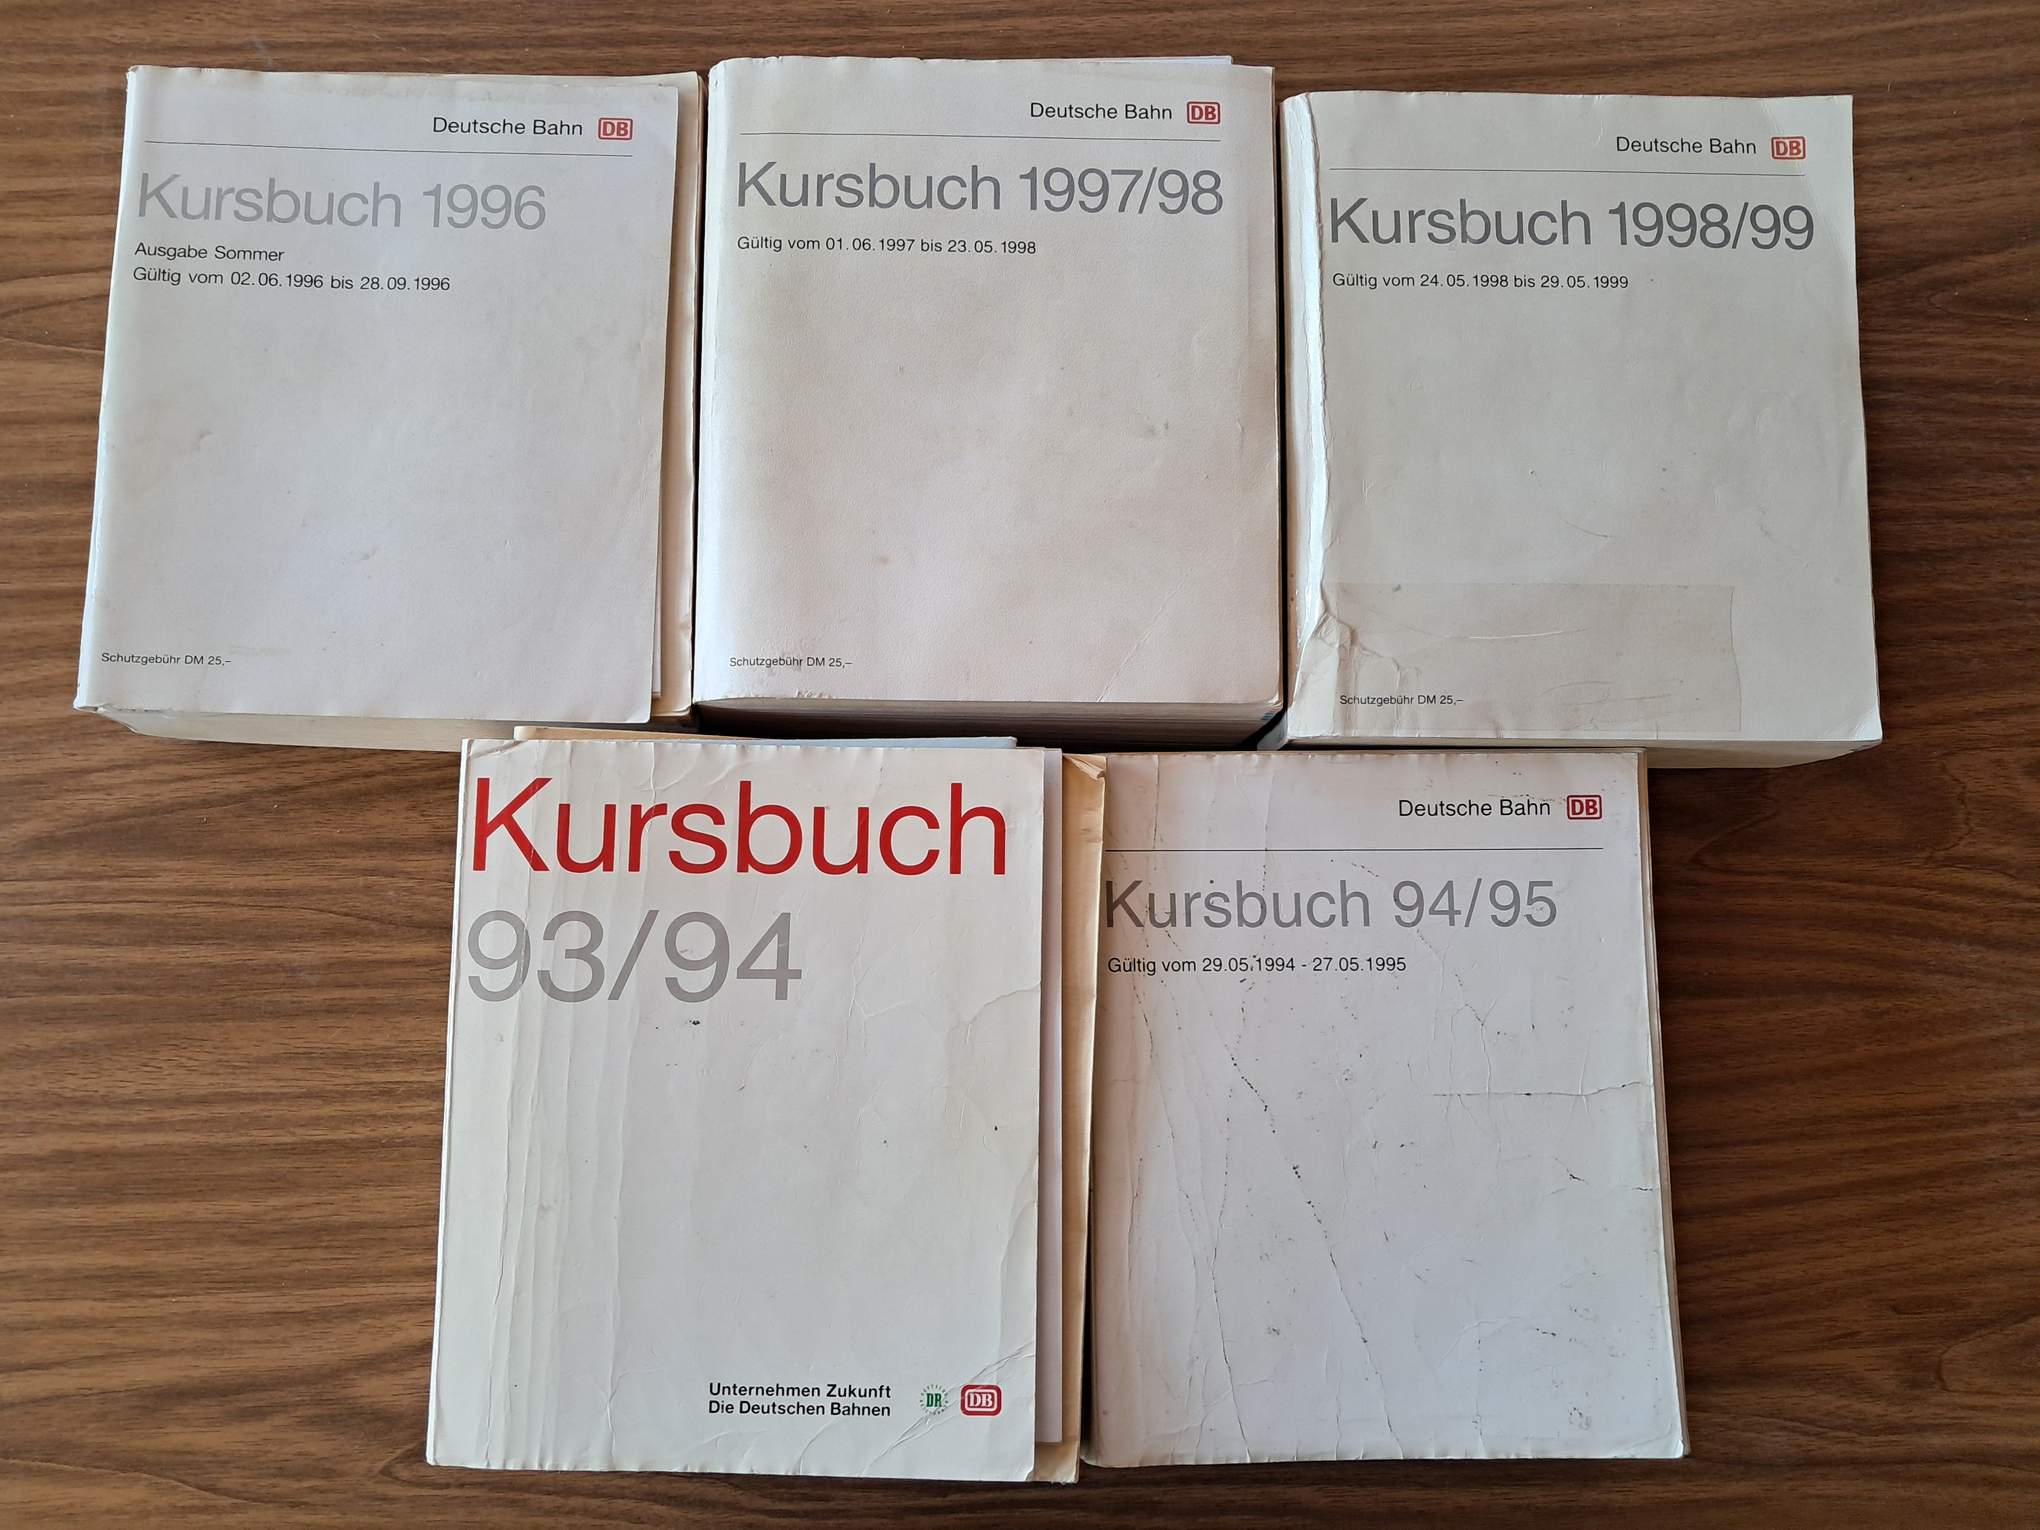 Deutsche Bahn DB
Kursbuch 1996
Ausgabe Sommer
Gültig vom 02.06.1996 bis 28.09.1996
Schutzgebühr DM 25,–
Deutsche Bahn DB
Kursbuch 1997/98
Gültig vom 01.06.1997 bis 23.05.1998
Schutzgebühr DM 25,–
Deutsche Bahn DB
Kursbuch 1998/99
Gültig vom 24.05.1998 bis 29.05.1999
Schutzgebühr DM 25,–
Kursbuch
93/94
Unternehmen Zukunft
Die Deutschen Bahnen
DR DB
Deutsche Bahn DB
Kursbuch 94/95
Gültig vom 29.05.1994 - 27.05.1995